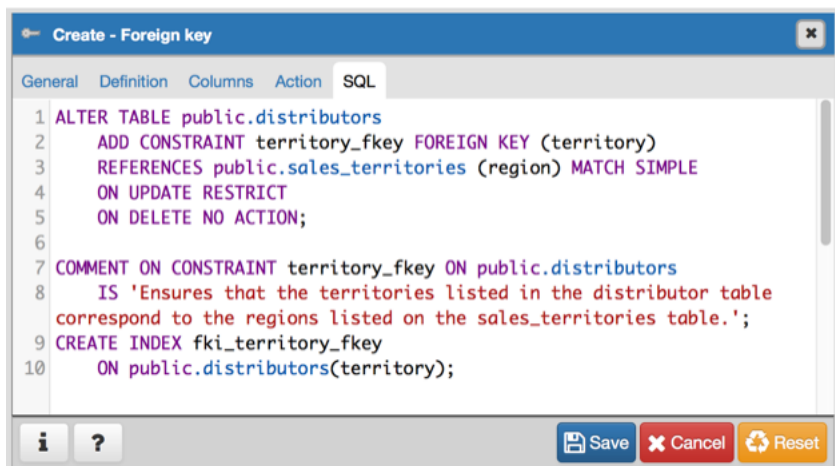 Create - Foreign key
General Definition Columns Action SQL
1 ALTER TABLE public.distributors
2 ADD CONSTRAINT territory_fkey FOREIGN KEY (territory)
3 REFERENCES public.sales_territories (region) MATCH SIMPLE
4 ON UPDATE RESTRICT
5 ON DELETE NO ACTION;
6
7 COMMENT ON CONSTRAINT territory_fkey ON public.distributors
8 IS 'Ensures that the territories listed in the distributor table
correspond to the regions listed on the sales_territories table.';
9 CREATE INDEX fki_territory_fkey
10 ON public.distributors(territory);
i ? Save Cancel Reset